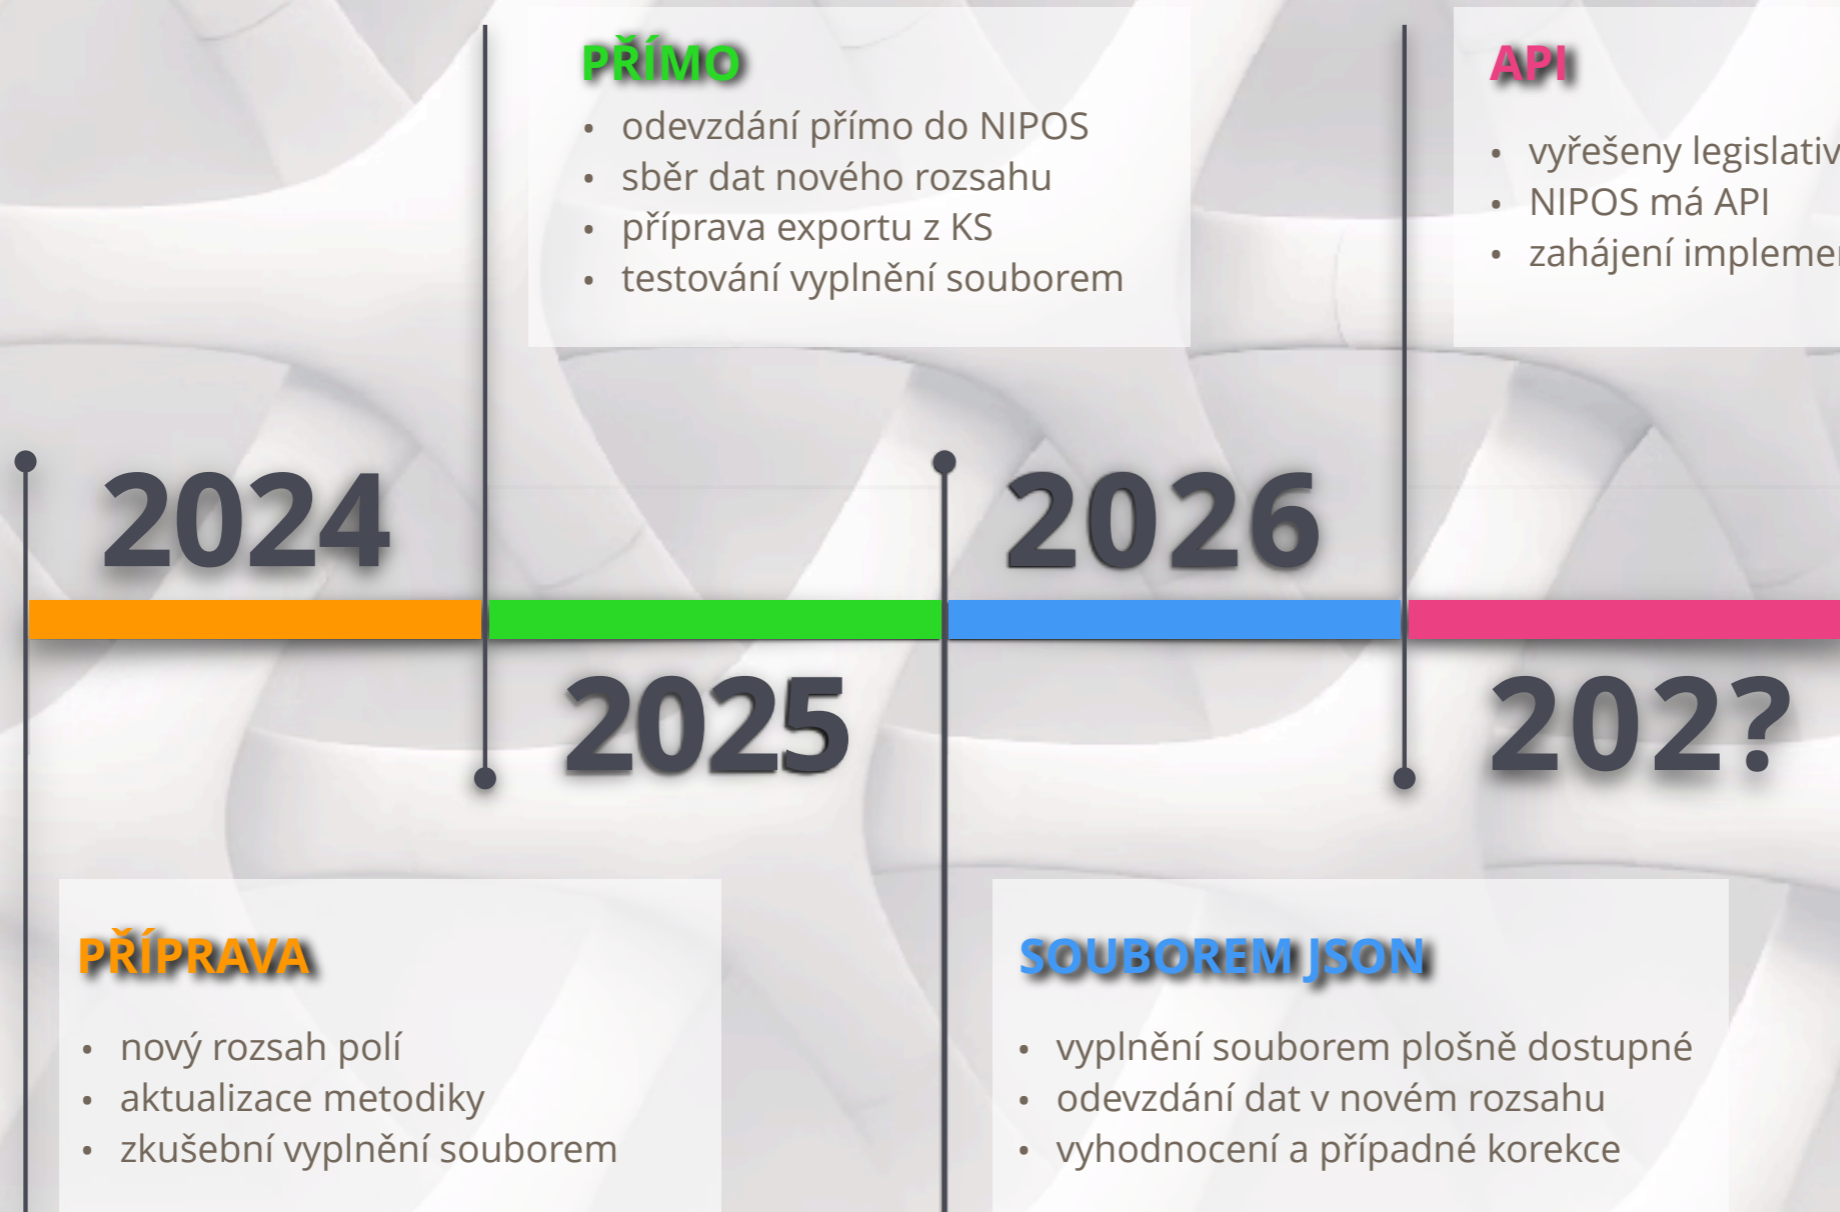 PŘÍMO
• odevzdání přímo do NIPOS
• sběr dat nového rozsahu
• příprava exportu z KS
• testování vyplnění souborem
API
• vyřešeny
• NIPOS má API
• zahájení
2024
2026
2025
202?
PŘÍPRAVA
• nový rozsah polí
• aktualizace metodiky
• zkušební vyplnění souborem
SOUBOREM JSON
• vyplnění souborem plošně dostupné
• odevzdání dat v novém rozsahu
• vyhodnocení a případné korekce